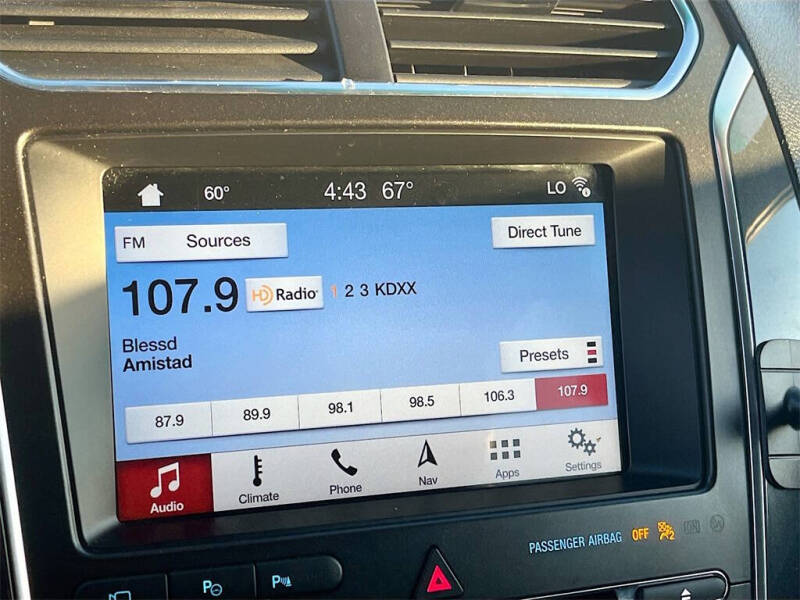 60° 4:43 67° LO
FM Sources Direct Tune
107.9 HD Radio 1 2 3 KDXX
Blessd
Amistad
Presets
87.9 89.9 98.1 98.5 106.3 107.9
Audio Climate Phone Nav Apps Settings
PASSENGER AIRBAG OFF 2 ON
P P